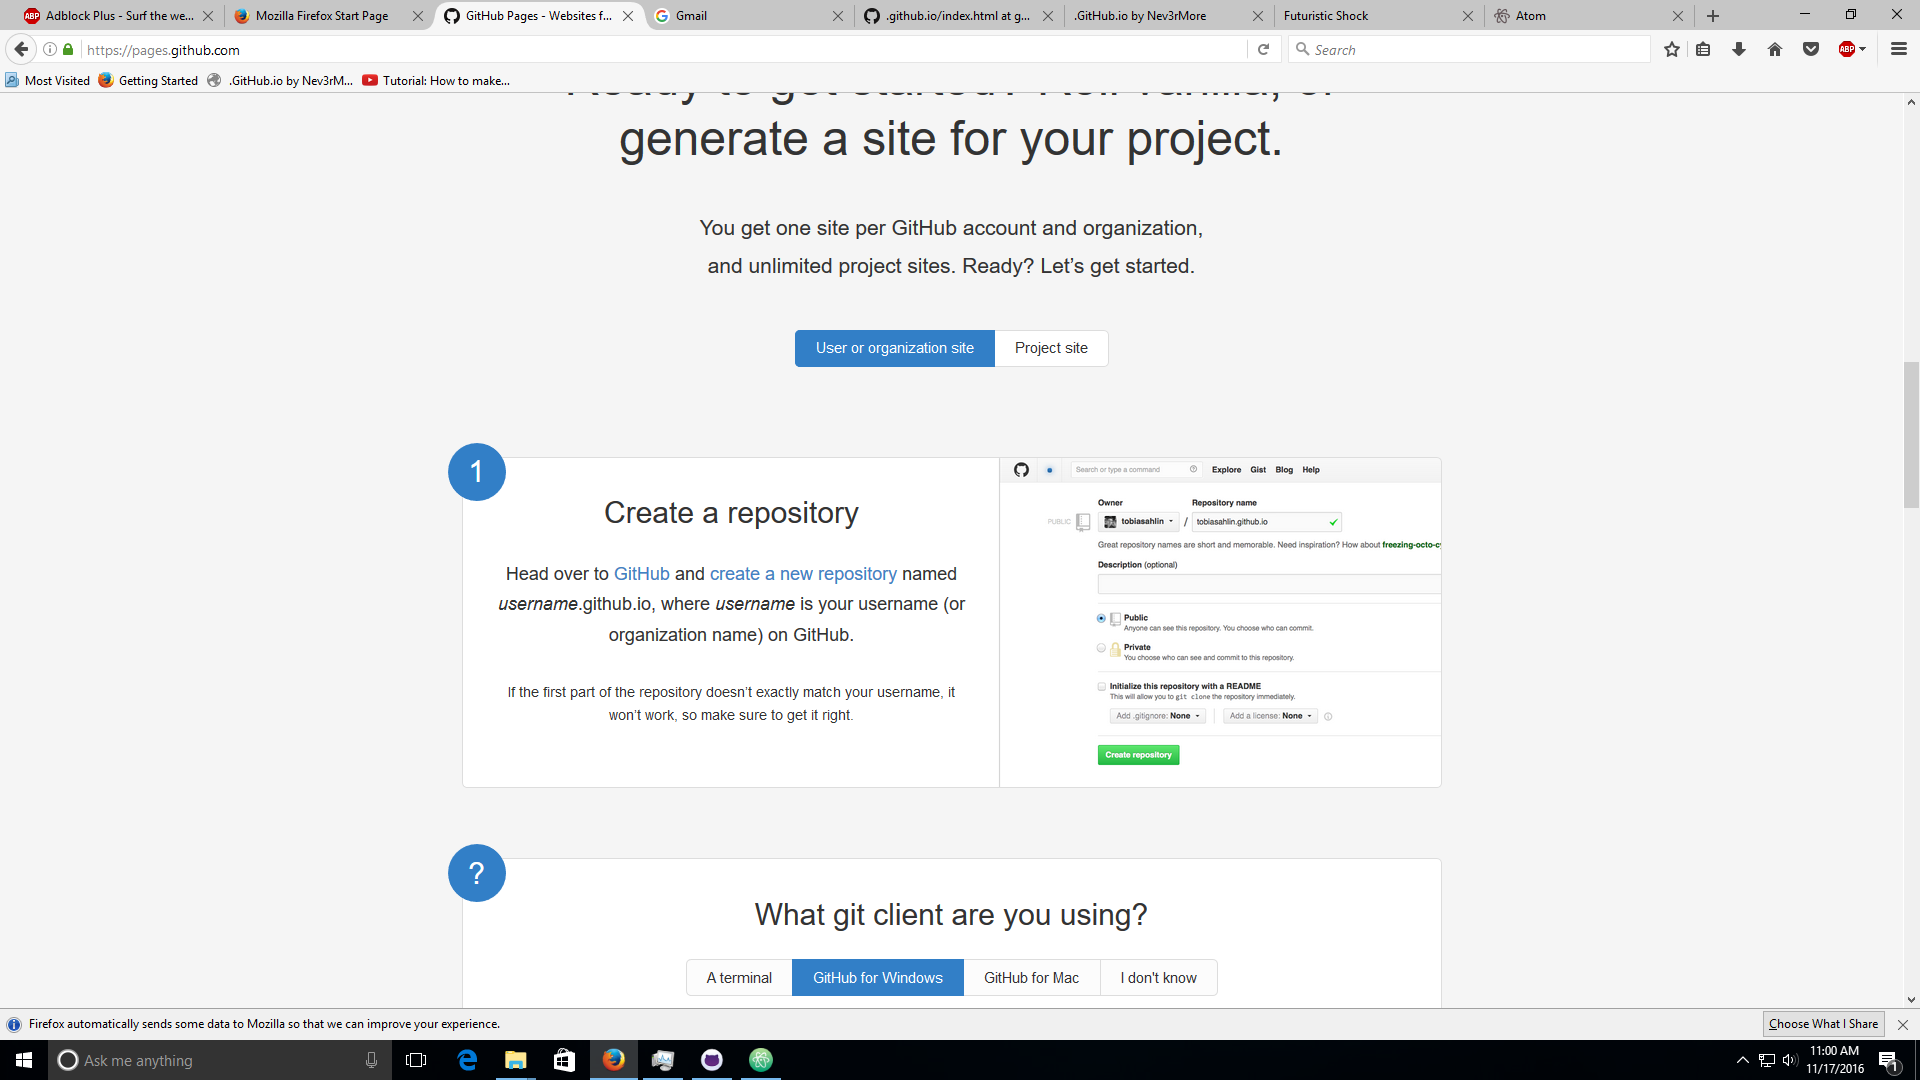 Adblock Plus - Surf the we...
Mozilla Firefox Start Page
GitHub Pages - Websites f...
Gmail
.github.io/index.html at g...
.GitHub.io by Nev3rMore
Futuristic Shock
Atom
https://pages.github.com
Search
ABP
Most Visited
Getting Started
.GitHub.io by Nev3rM...
Tutorial: How to make...
generate a site for your project.
You get one site per GitHub account and organization,
and unlimited project sites. Ready? Let’s get started.
User or organization site
Project site
1
Create a repository
Head over to GitHub and create a new repository named
username.github.io, where username is your username (or
organization name) on GitHub.
If the first part of the repository doesn’t exactly match your username, it
won’t work, so make sure to get it right.
Search or type a command
Explore Gist Blog Help
Owner
Repository name
PUBLIC
tobiasahlin / tobiasahlin.github.io
Great repository names are short and memorable. Need inspiration? How about freezing-octo-cy
Description (optional)
Public
Anyone can see this repository. You choose who can commit.
Private
You choose who can see and commit to this repository.
Initialize this repository with a README
This will allow you to git clone the repository immediately.
Add .gitignore: None
Add a license: None
Create repository
?
What git client are you using?
A terminal
GitHub for Windows
GitHub for Mac
I don't know
Firefox automatically sends some data to Mozilla so that we can improve your experience.
Choose What I Share
Ask me anything
11:00 AM
11/17/2016
1